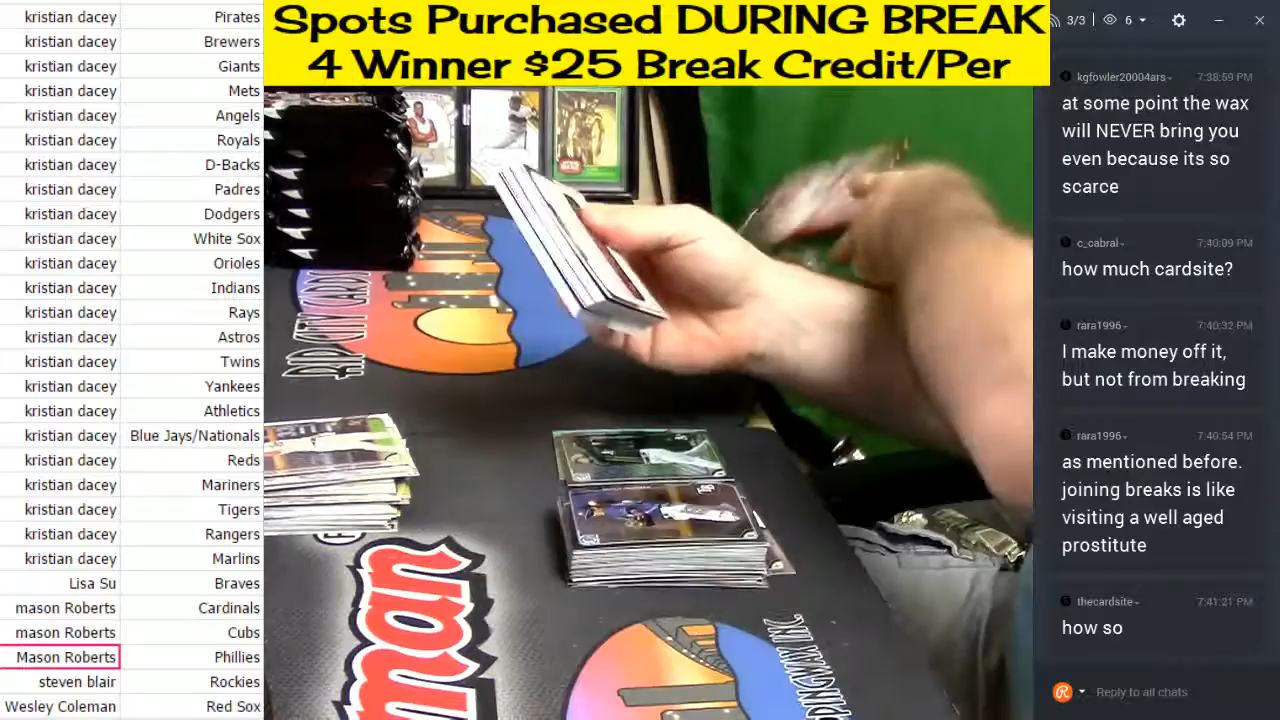 Spots Purchased DURING BREAK
4 Winner $25 Break Credit/Per
kristian dacey Pirates
kristian dacey Brewers
kristian dacey Giants
kristian dacey Mets
kristian dacey Angels
kristian dacey Royals
kristian dacey D-Backs
kristian dacey Padres
kristian dacey Dodgers
kristian dacey White Sox
kristian dacey Orioles
kristian dacey Indians
kristian dacey Rays
kristian dacey Astros
kristian dacey Twins
kristian dacey Yankees
kristian dacey Athletics
kristian dacey Blue Jays/Nationals
kristian dacey Reds
kristian dacey Mariners
kristian dacey Tigers
kristian dacey Rangers
kristian dacey Marlins
Lisa Su Braves
mason Roberts Cardinals
mason Roberts Cubs
Mason Roberts Phillies
steven blair Rockies
Wesley Coleman Red Sox
RIP CITY CARD
man
PPINGWAX INC
3/3 6
kgfowler20004ars 7:38:59 PM
at some point the wax
will NEVER bring you
even because its so
scarce
c_cabral 7:40:09 PM
how much cardsite?
rara1996 7:40:32 PM
I make money off it,
but not from breaking
rara1996 7:40:54 PM
as mentioned before.
joining breaks is like
visiting a well aged
prostitute
thecardsite 7:41:21 PM
how so
Reply to all chats